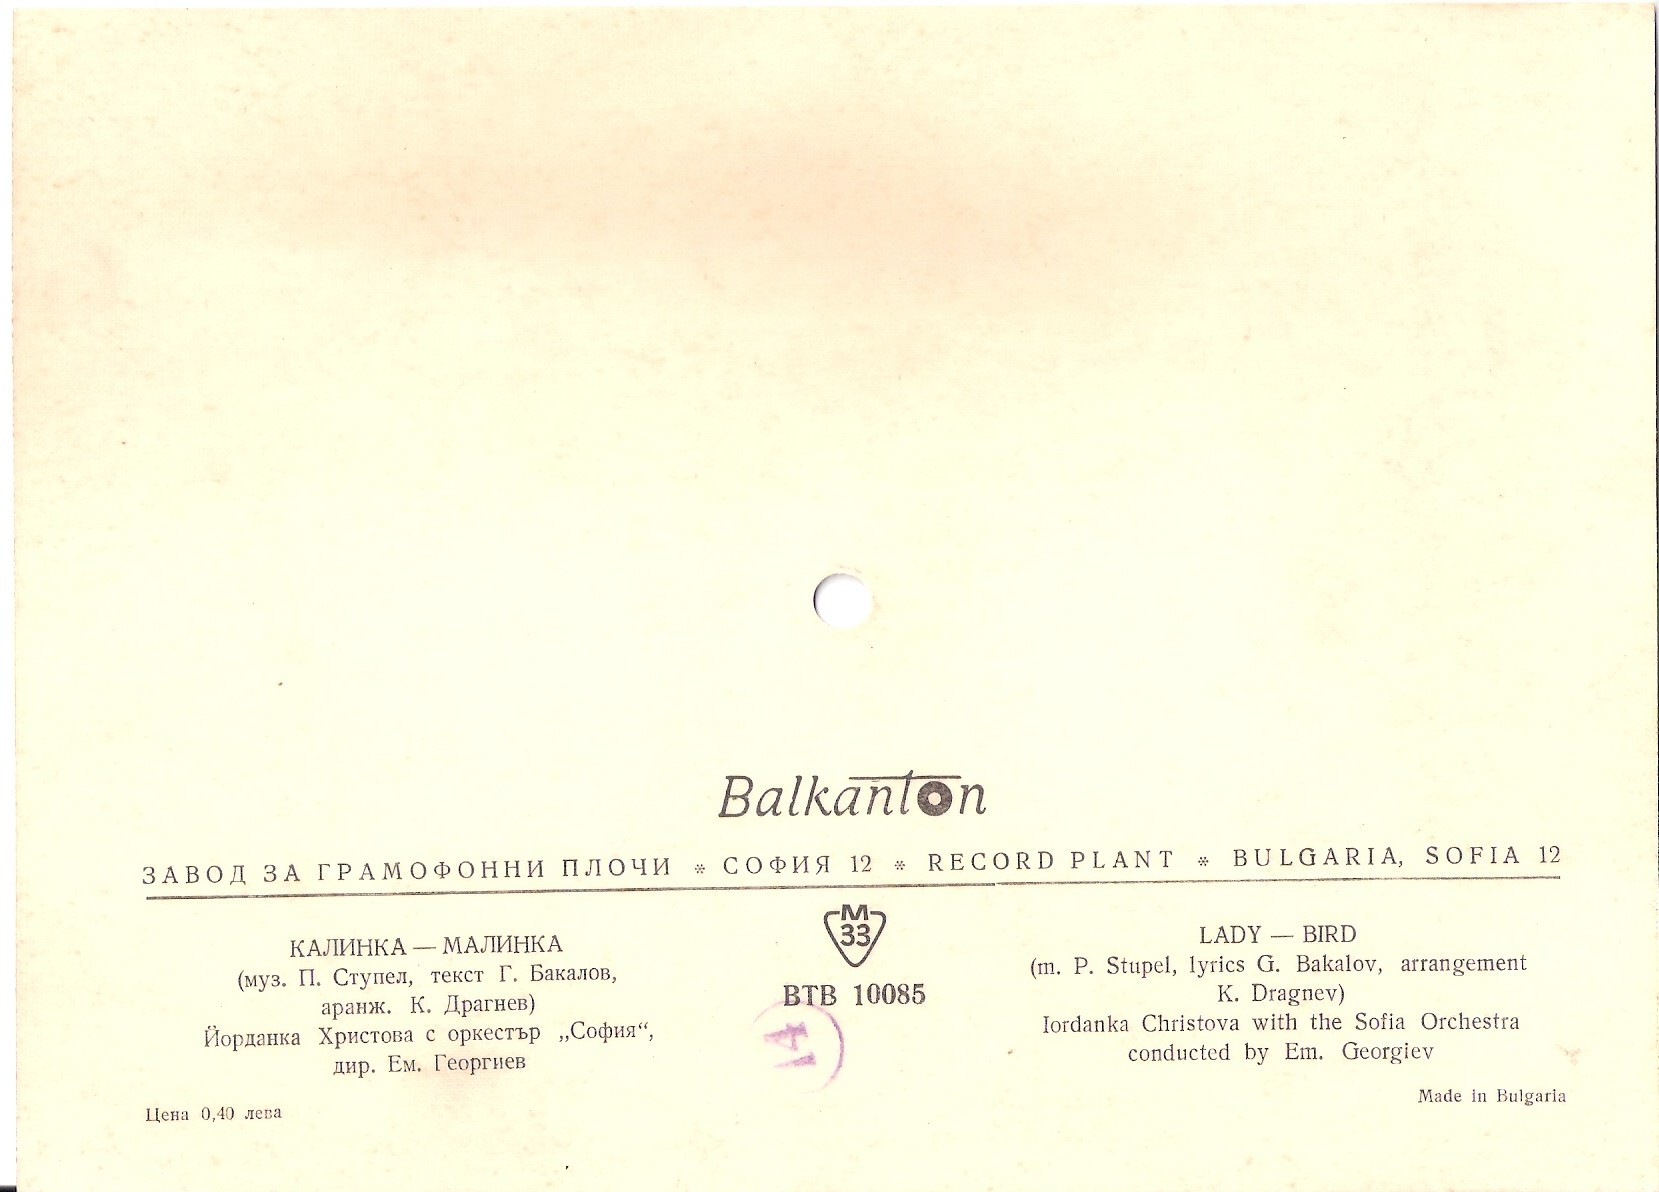 Balkanton
ЗАВОД ЗА ГРАМОФОННИ ПЛОЧИ * СОФИЯ 12 * RECORD PLANT * BULGARIA, SOFIA 12
КАЛИНКА — МАЛИНКА
(муз. П. Ступел, текст Г. Бакалов,
аранж. К. Драгнев)
Йорданка Христова с оркестър „София“,
дир. Ем. Георгиев
Цена 0,40 лева
М
33
ВТВ 10085
14
LADY — BIRD
(m. P. Stupel, lyrics G. Bakalov, arrangement
K. Dragnev)
Iordanka Christova with the Sofia Orchestra
conducted by Em. Georgiev
Made in Bulgaria